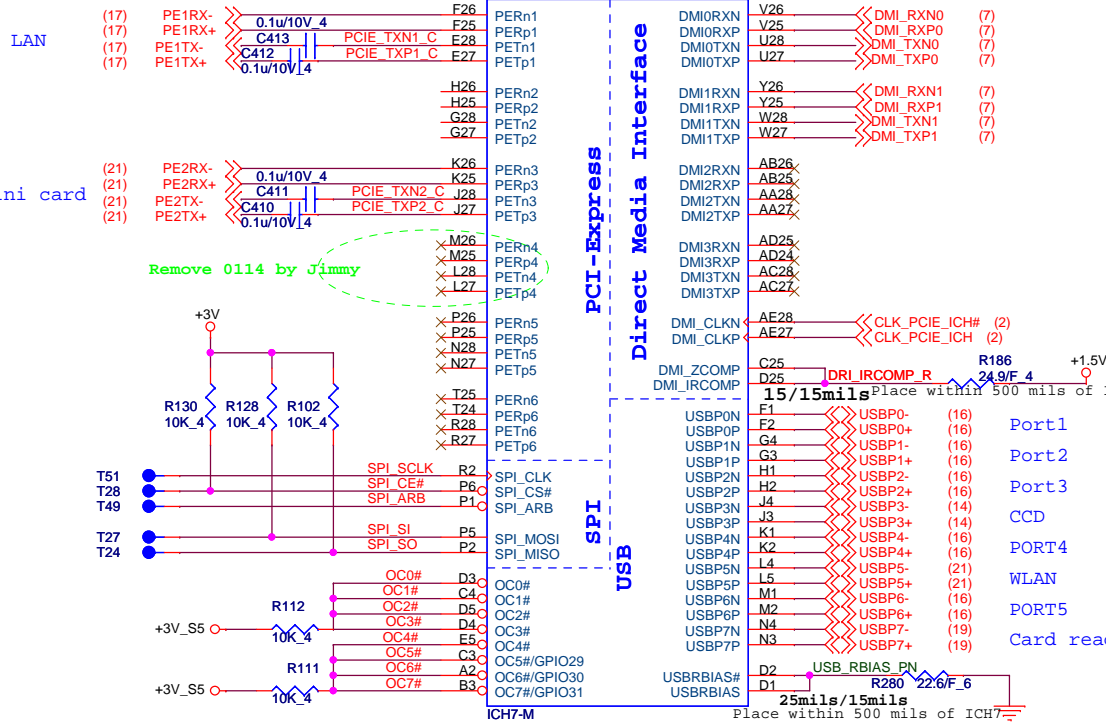 (17) PE1RX- F26 PERn1 DMI0RXN V26 DMI_RXN0 (7)
0.1u/10V_4
(17) PE1RX+ F25 PERp1 DMI0RXP V25 DMI_RXP0 (7)
LAN
(17) PE1TX- C413 PCIE_TXN1_C E28 PETn1 DMI0TXN U28 DMI_TXN0 (7)
(17) PE1TX+ C412 PCIE_TXP1_C E27 PETp1 DMI0TXP U27 DMI_TXP0 (7)
0.1u/10V_4
H26 PERn2 DMI1RXN Y26 DMI_RXN1 (7)
H25 PERp2 DMI1RXP Y25 DMI_RXP1 (7)
G28 PETn2 DMI1TXN W28 DMI_TXN1 (7)
G27 PETp2 DMI1TXP W27 DMI_TXP1 (7)
(21) PE2RX- K26 PERn3 DMI2RXN AB26
0.1u/10V_4
(21) PE2RX+ K25 PERp3 DMI2RXP AB25
ni card
(21) PE2TX- C411 PCIE_TXN2_C J28 PETn3 DMI2TXN AA28
(21) PE2TX+ C410 PCIE_TXP2_C J27 PETp3 DMI2TXP AA27
0.1u/10V_4
M26 PERn4 DMI3RXN AD25
M25 PERp4 DMI3RXP AD24
Remove 0114 by Jimmy
L28 PETn4 DMI3TXN AC28
L27 PETp4 DMI3TXP AC27
PCI-Express
Direct Media Interface
+3V
P26 PERn5 DMI_CLKN AE28 CLK_PCIE_ICH# (2)
P25 PERp5 DMI_CLKP AE27 CLK_PCIE_ICH (2)
N28 PETn5
N27 PETp5 DMI_ZCOMP C25 R186 +1.5V
DMI_IRCOMP D25 DRI_IRCOMP_R 24.9/F_4
15/15mils Place within 500 mils of
T25 PERn6
T24 PERp6
R28 PETn6
R27 PETp6
R130 R128 R102
10K_4 10K_4 10K_4
USBP0N F1 USBP0- (16)
USBP0P F2 USBP0+ (16) Port1
USBP1N G4 USBP1- (16)
USBP1P G3 USBP1+ (16) Port2
T51 SPI_SCLK R2 SPI_CLK USBP2N H1 USBP2- (16)
T28 SPI_CE# P6 SPI_CS# USBP2P H2 USBP2+ (16) Port3
T49 SPI_ARB P1 SPI_ARB USBP3N J4 USBP3- (14)
USBP3P J3 USBP3+ (14) CCD
T27 SPI_SI P5 SPI_MOSI USBP4N K1 USBP4- (16)
T24 SPI_SO P2 SPI_MISO USBP4P K2 USBP4+ (16) PORT4
SPI
USB
USBP5N L4 USBP5- (21)
OC0# D3 OC0# USBP5P L5 USBP5+ (21) WLAN
OC1# C4 OC1# USBP6N M1 USBP6- (16)
OC2# D5 OC2# USBP6P M2 USBP6+ (16) PORT5
+3V_S5 R112 10K_4 OC3# D4 OC3# USBP7N N4 USBP7- (19)
OC4# E5 OC4# USBP7P N3 USBP7+ (19) Card rea
OC5# C3 OC5#/GPIO29
OC6# A2 OC6#/GPIO30 USBRBIAS# D2 USB_RBIAS_PN
+3V_S5 R111 10K_4 OC7# B3 OC7#/GPIO31 USBRBIAS D1 R280 22.6/F_6
25mils/15mils
ICH7-M Place within 500 mils of ICH7